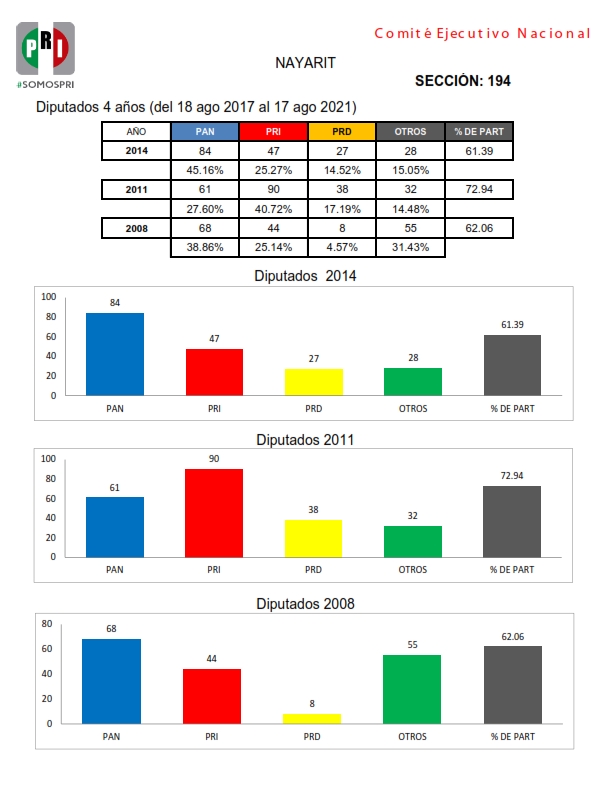 Comité Ejecutivo Nacional
PRI
#SOMOSPRI
NAYARIT
SECCIÓN: 194
Diputados 4 años (del 18 ago 2017 al 17 ago 2021)
AÑO PAN PRI PRD OTROS % DE PART
2014 84 47 27 28 61.39
45.16% 25.27% 14.52% 15.05%
2011 61 90 38 32 72.94
27.60% 40.72% 17.19% 14.48%
2008 68 44 8 55 62.06
38.86% 25.14% 4.57% 31.43%
Diputados 2014
100
80
60
40
20
0
84
47
27
28
61.39
PAN PRI PRD OTROS % DE PART
Diputados 2011
100
80
60
40
20
0
61
90
38
32
72.94
PAN PRI PRD OTROS % DE PART
Diputados 2008
80
60
40
20
0
68
44
8
55
62.06
PAN PRI PRD OTROS % DE PART